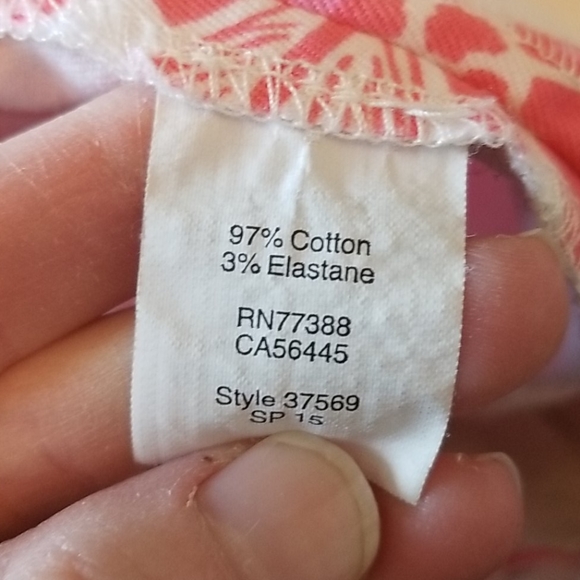 97% Cotton
3% Elastane
RN77388
CA56445
Style 37569
SP 15